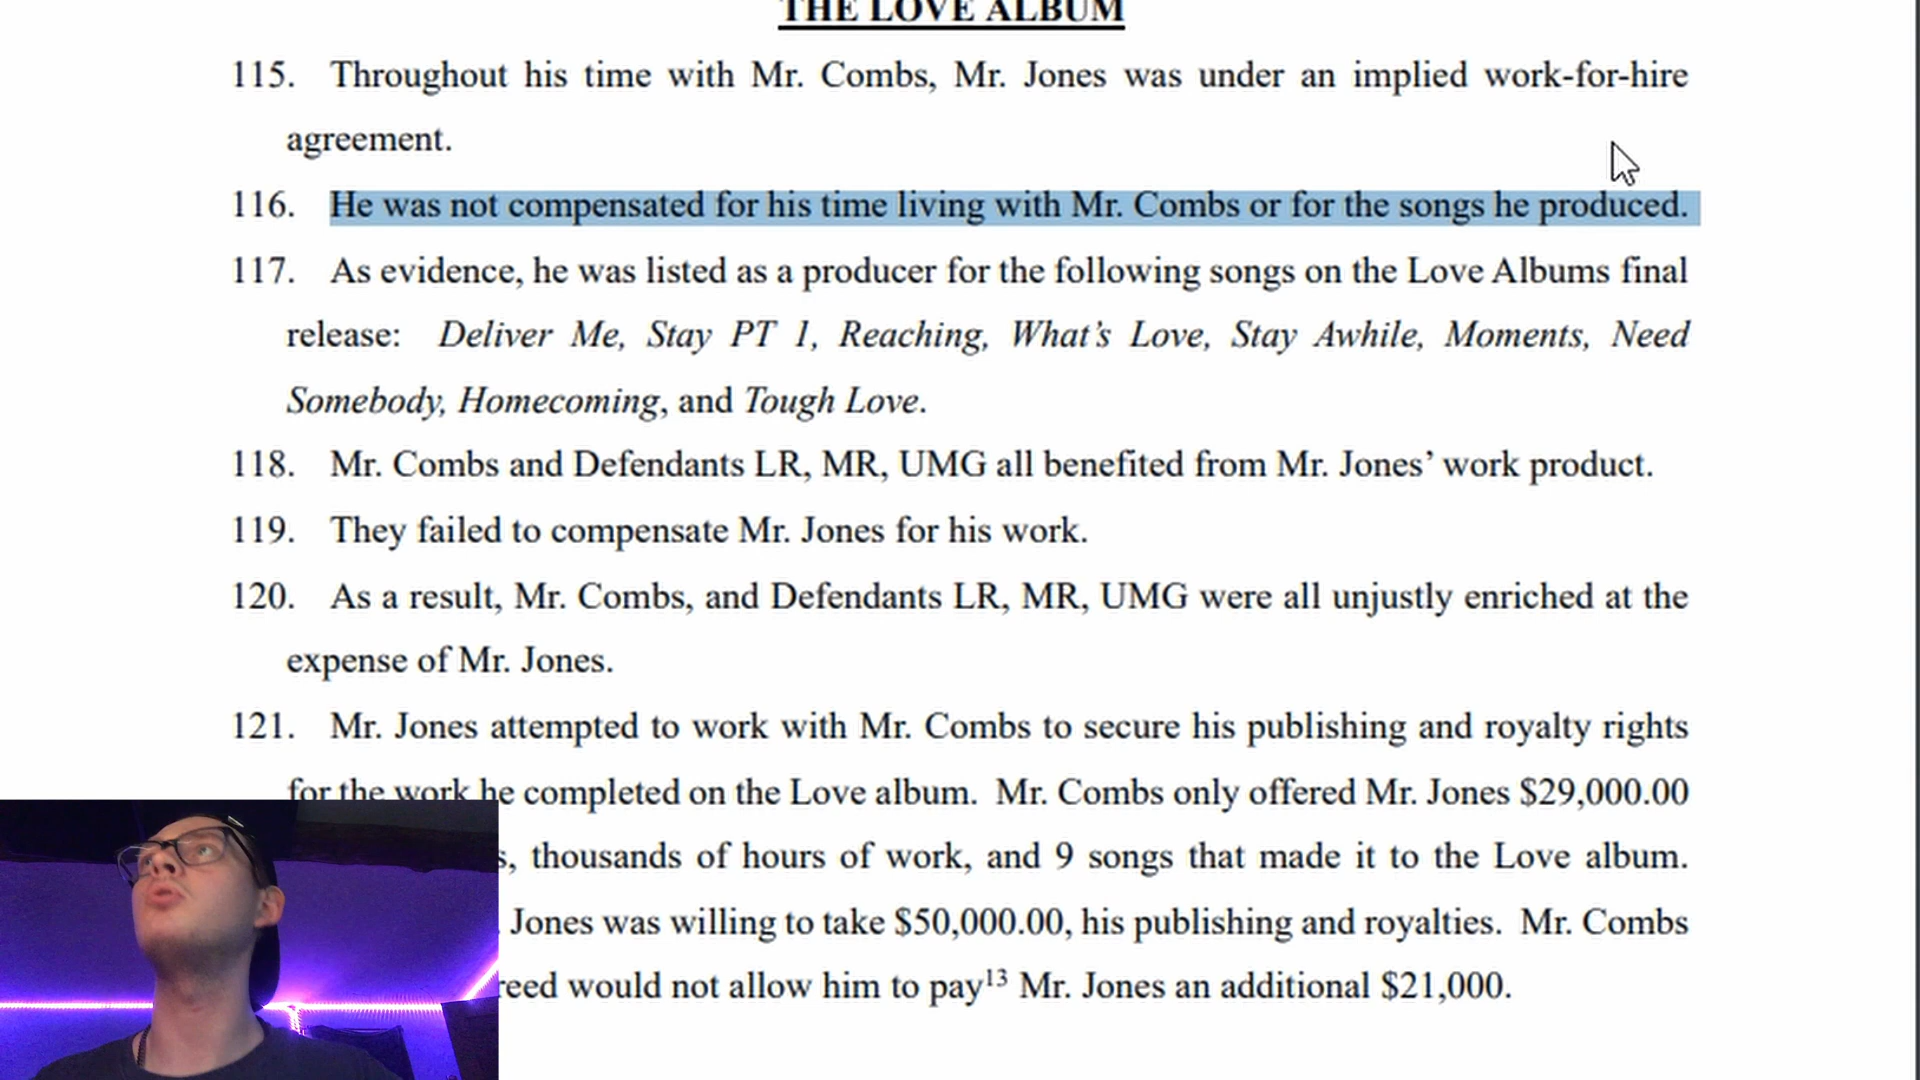 THE LOVE ALBUM
115. Throughout his time with Mr. Combs, Mr. Jones was under an implied work-for-hire
agreement.
116. He was not compensated for his time living with Mr. Combs or for the songs he produced.
117. As evidence, he was listed as a producer for the following songs on the Love Albums final
release: Deliver Me, Stay PT 1, Reaching, What's Love, Stay Awhile, Moments, Need
Somebody, Homecoming, and Tough Love.
118. Mr. Combs and Defendants LR, MR, UMG all benefited from Mr. Jones' work product.
119. They failed to compensate Mr. Jones for his work.
120. As a result, Mr. Combs, and Defendants LR, MR, UMG were all unjustly enriched at the
expense of Mr. Jones.
121. Mr. Jones attempted to work with Mr. Combs to secure his publishing and royalty rights
for the work he completed on the Love album. Mr. Combs only offered Mr. Jones $29,000.00
thousands of hours of work, and 9 songs that made it to the Love album.
Jones was willing to take $50,000.00, his publishing and royalties. Mr. Combs
would not allow him to pay13 Mr. Jones an additional $21,000.